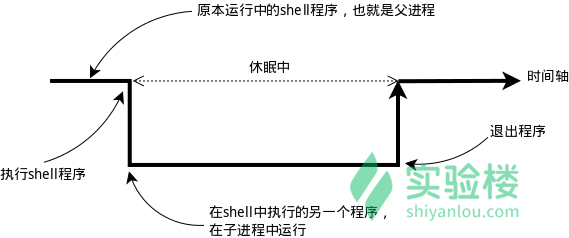 原本运行中的shell程序，也就是父进程
休眠中
时间轴
退出程序
执行shell程序
实验楼
shiyanlou.com
在shell中执行的另一个程序，
在子进程中运行